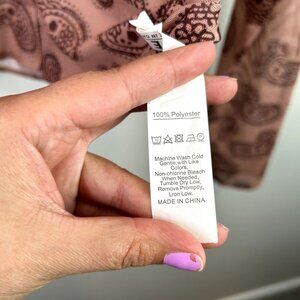 100% Polyester
Machine Wash Cold
Gentle,with Like
Colors,
Non-chlorine Bleach
When Needed,
Tumble Dry Low,
Remove Promptly,
Lron Low.
MADE IN CHINA